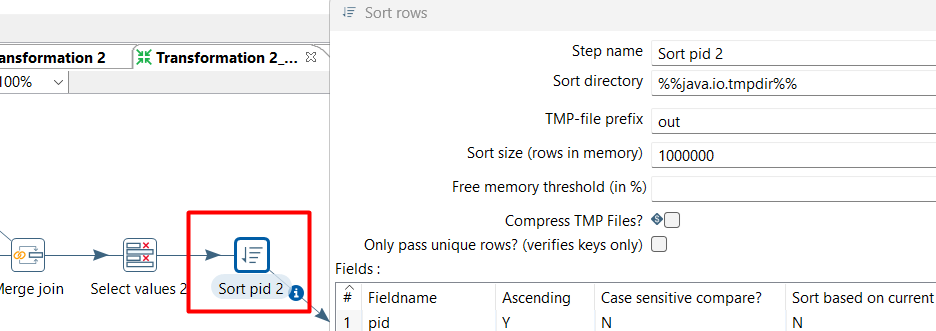 Sort rows
ansformation 2
Transformation 2_...
100%
Step name
Sort pid 2
Sort directory
%%java.io.tmpdir%%
TMP-file prefix
out
Sort size (rows in memory)
1000000
Free memory threshold (in %)
Compress TMP Files?
Only pass unique rows? (verifies keys only)
Merge join
Select values 2
Sort pid 2
Fields :
# Fieldname Ascending Case sensitive compare? Sort based on current
1 pid Y N N